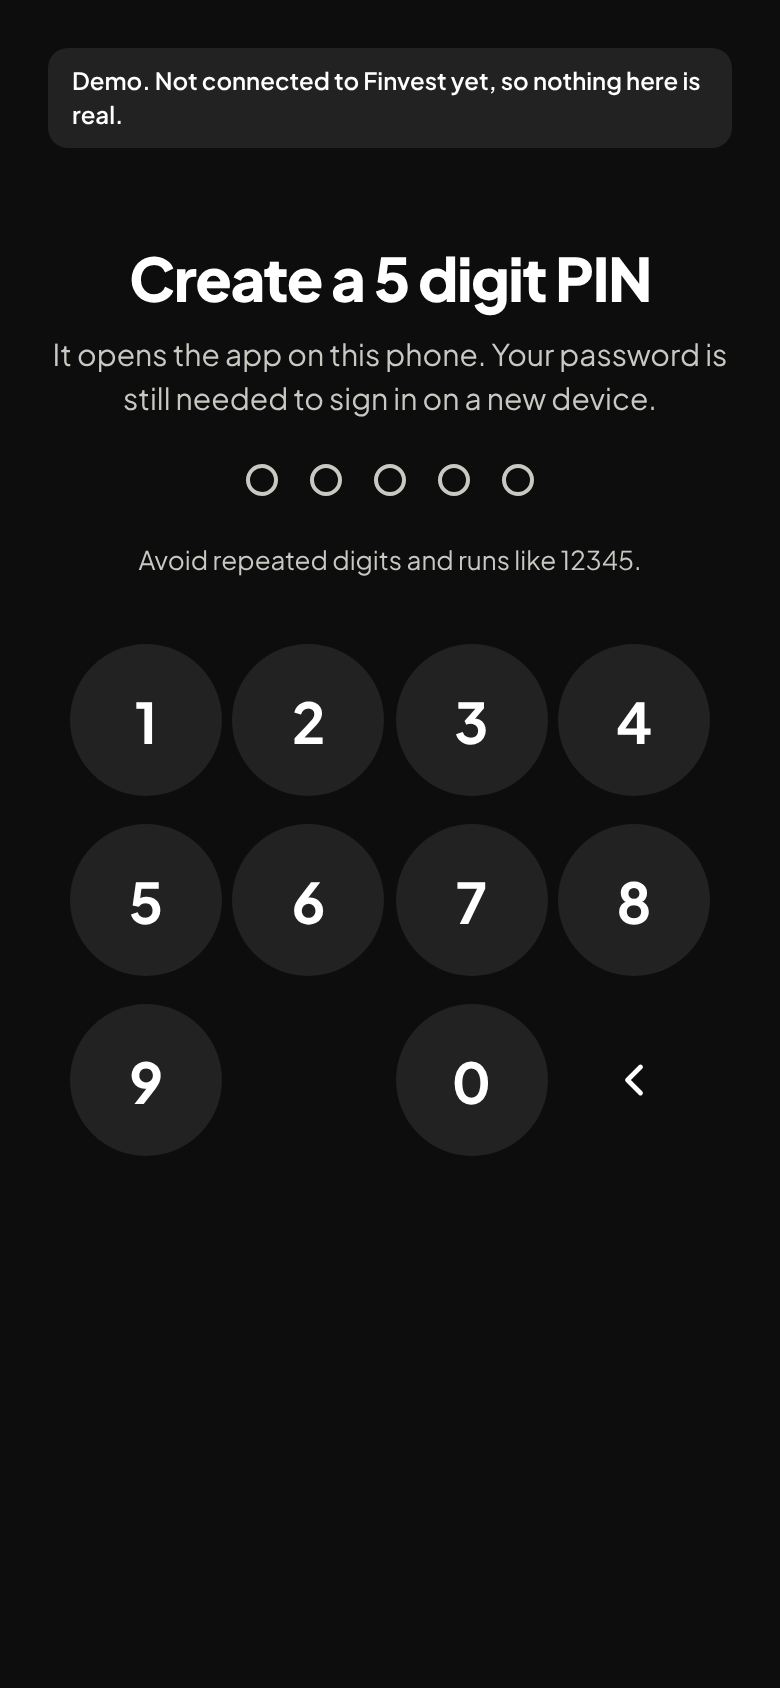 Demo. Not connected to Finvest yet, so nothing here is
real.
Create a 5 digit PIN
It opens the app on this phone. Your password is
still needed to sign in on a new device.
Avoid repeated digits and runs like 12345.
1 2 3 4
5 6 7 8
9 0